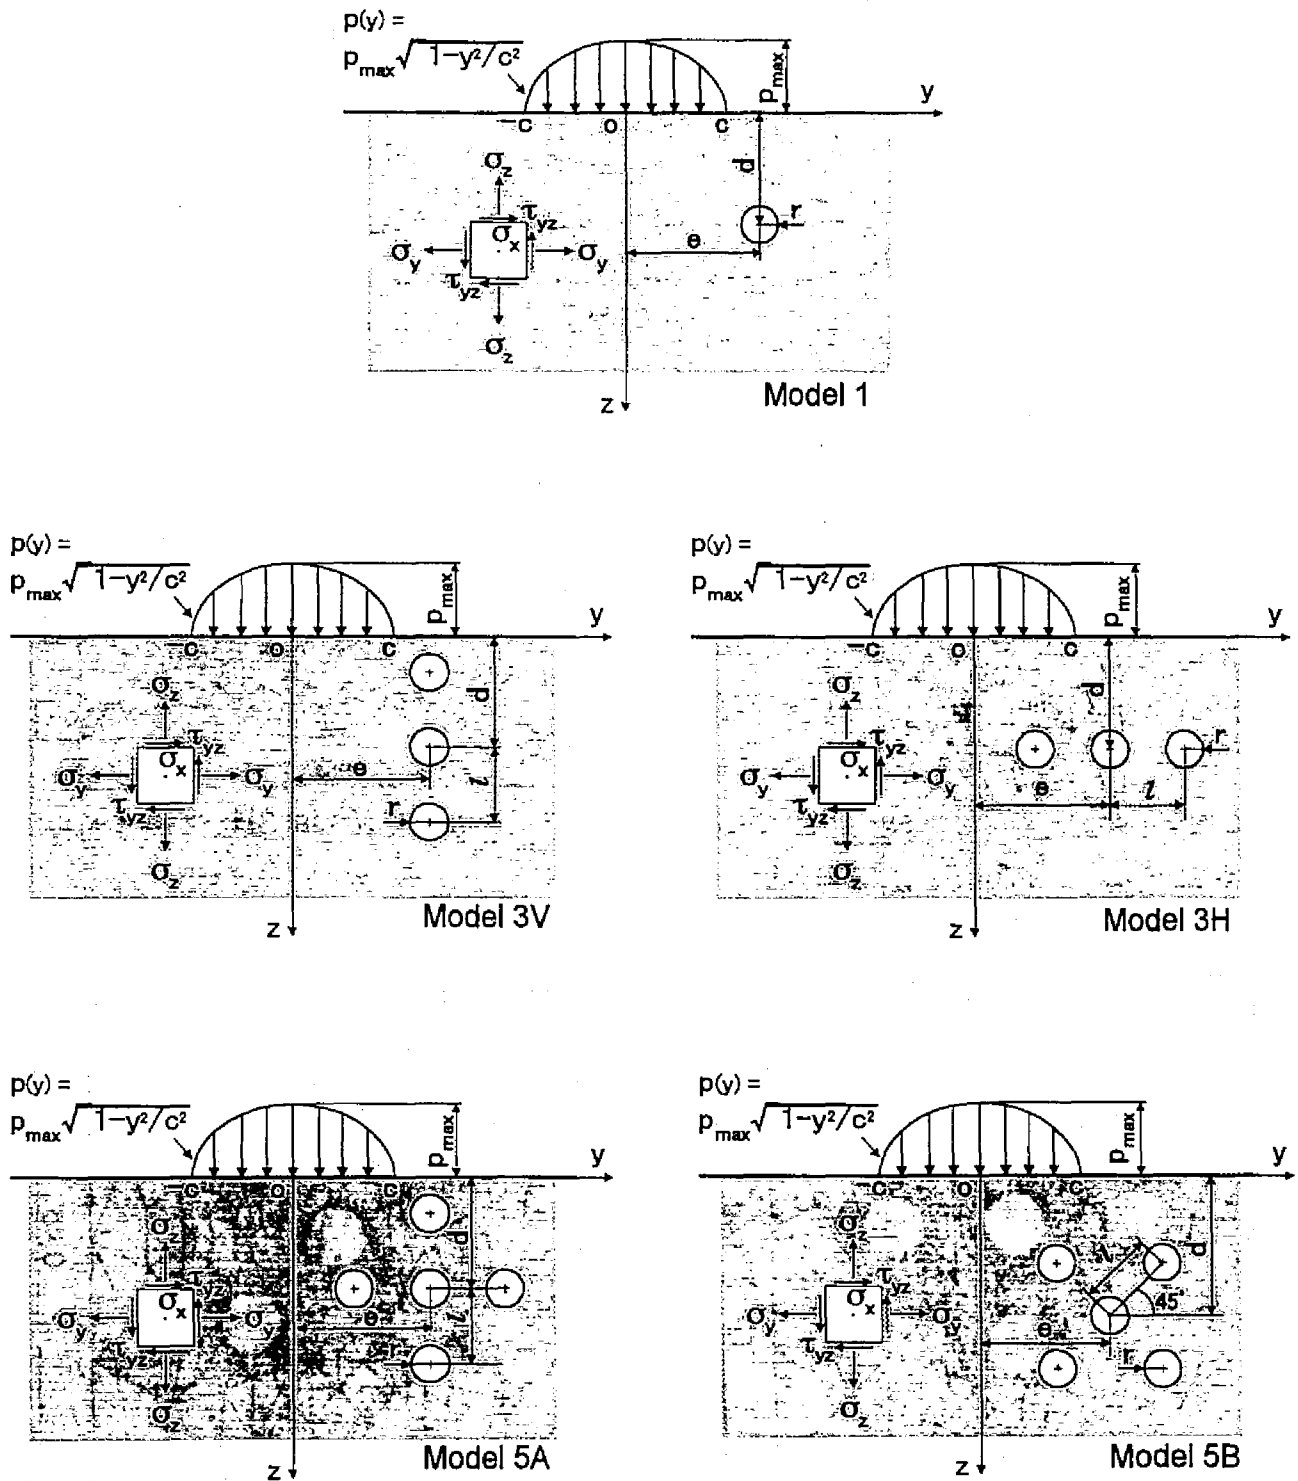 p(y) =
p_max √1−y²/c²
p_max
y
−c
o
c
d
σ_z
τ_yz
σ_x
r
e
σ_y
σ_y
τ_yz
σ_z
z
Model 1
p(y) =
p_max √1−y²/c²
p_max
y
−c
o
c
d
σ_z
τ_yz
σ_x
e
σ_y
σ_y
l
τ_yz
r
σ_z
z
Model 3V
p(y) =
p_max √1−y²/c²
p_max
y
−c
o
c
d
σ_z
τ_yz
σ_x
r
σ_y
σ_y
e
l
τ_yz
σ_z
z
Model 3H
p(y) =
p_max √1−y²/c²
p_max
y
−c
o
c
d
σ_z
τ_yz
σ_x
σ_y
σ_y
e
l
τ_yz
r
σ_z
z
Model 5A
p(y) =
p_max √1−y²/c²
p_max
y
−c
o
c
d
σ_z
τ_yz
σ_x
45°
σ_y
σ_y
e
τ_yz
r
σ_z
z
Model 5B